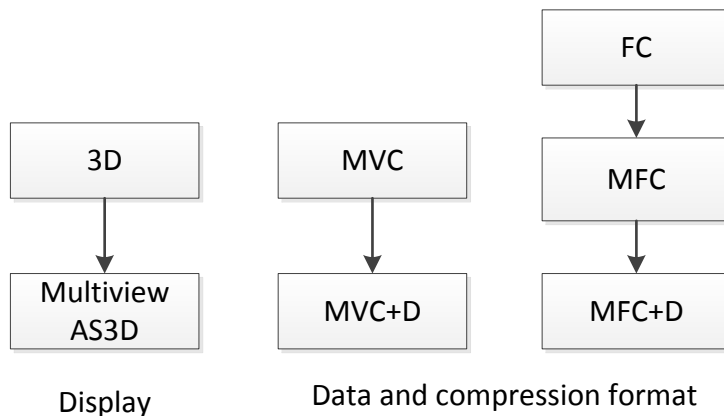 FC
3D
MVC
MFC
Multiview
AS3D
MVC+D
MFC+D
Display
Data and compression format